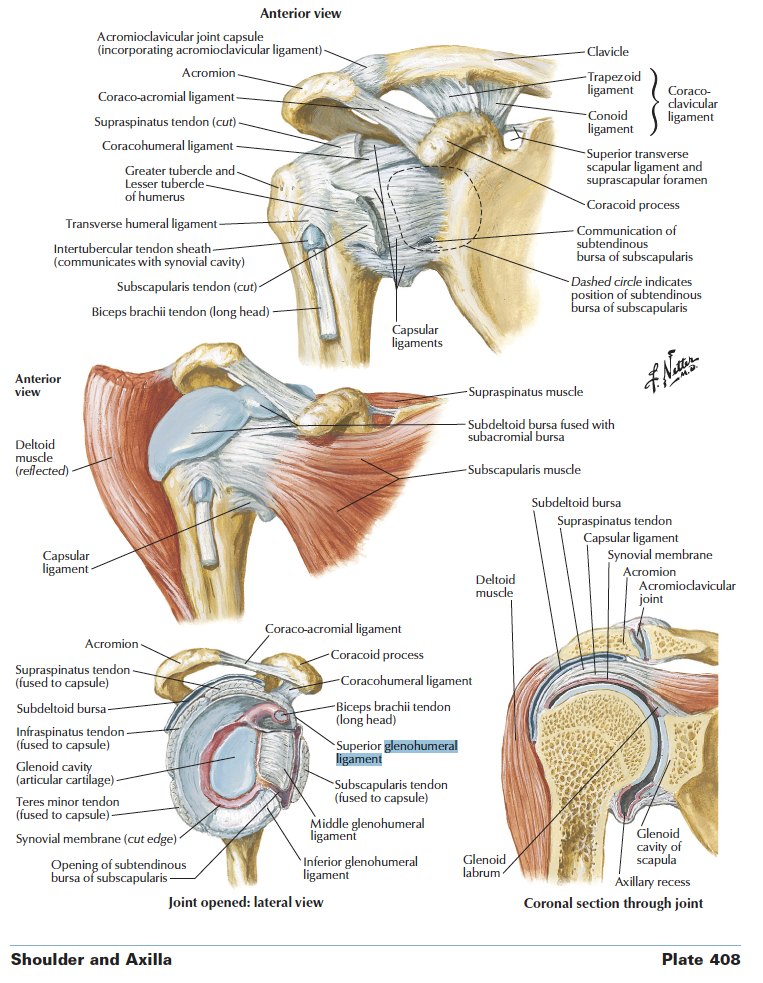 Anterior view
Acromioclavicular joint capsule
(incorporating acromioclavicular ligament)
Acromion
Coraco-acromial ligament
Supraspinatus tendon (cut)
Coracohumeral ligament
Greater tubercle and
Lesser tubercle
of humerus
Transverse humeral ligament
Intertubercular tendon sheath
(communicates with synovial cavity)
Subscapularis tendon (cut)
Biceps brachii tendon (long head)
Clavicle
Trapezoid
ligament
Conoid
ligament
Coraco-
clavicular
ligament
Superior transverse
scapular ligament and
suprascapular foramen
Coracoid process
Communication of
subtendinous
bursa of subscapularis
Dashed circle indicates
position of subtendinous
bursa of subscapularis
Capsular
ligaments
F. Netter
M.D.
Anterior
view
Deltoid
muscle
(reflected)
Capsular
ligament
Supraspinatus muscle
Subdeltoid bursa fused with
subacromial bursa
Subscapularis muscle
Acromion
Supraspinatus tendon
(fused to capsule)
Subdeltoid bursa
Infraspinatus tendon
(fused to capsule)
Glenoid cavity
(articular cartilage)
Teres minor tendon
(fused to capsule)
Synovial membrane (cut edge)
Opening of subtendinous
bursa of subscapularis
Coraco-acromial ligament
Coracoid process
Coracohumeral ligament
Biceps brachii tendon
(long head)
Superior glenohumeral
ligament
Subscapularis tendon
(fused to capsule)
Middle glenohumeral
ligament
Inferior glenohumeral
ligament
Joint opened: lateral view
Subdeltoid bursa
Supraspinatus tendon
Capsular ligament
Synovial membrane
Acromion
Acromioclavicular
joint
Deltoid
muscle
Glenoid
labrum
Glenoid
cavity of
scapula
Axillary recess
Coronal section through joint
Shoulder and Axilla
Plate 408